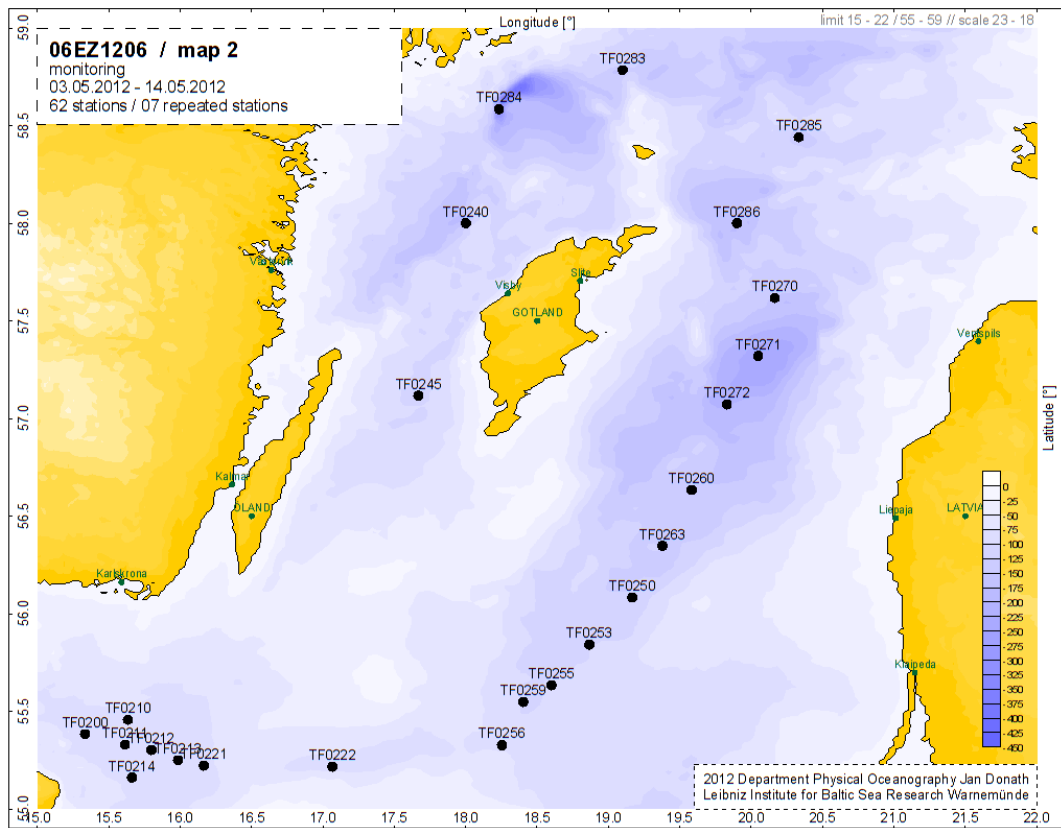 Longitude [°]
limit 15 - 22 / 55 - 59 // scale 23 - 18
06EZ1206 / map 2
monitoring
03.05.2012 - 14.05.2012
62 stations / 07 repeated stations
59.0
58.5
58.0
57.5
57.0
56.5
56.0
55.5
55.0
TF0283
TF0284
TF0285
TF0240
TF0286
Slite
Visby
TF0270
GOTLAND
Ventspils
TF0271
TF0245
TF0272
Latitude [°]
Kalmar
TF0260
ÖLAND
Liepaja
LATVIA
TF0263
Karlskrona
TF0250
TF0253
TF0255
Klaipeda
TF0259
TF0210
TF0200
TF0211
TF0212
TF0213
TF0256
TF0214
TF0221
TF0222
0
- 25
- 50
- 75
- 100
- 125
- 150
- 175
- 200
- 225
- 250
- 275
- 300
- 325
- 350
- 375
- 400
- 425
- 450
2012 Department Physical Oceanography Jan Donath
Leibniz Institute for Baltic Sea Research Warnemünde
15.0 15.5 16.0 16.5 17.0 17.5 18.0 18.5 19.0 19.5 20.0 20.5 21.0 21.5 22.0